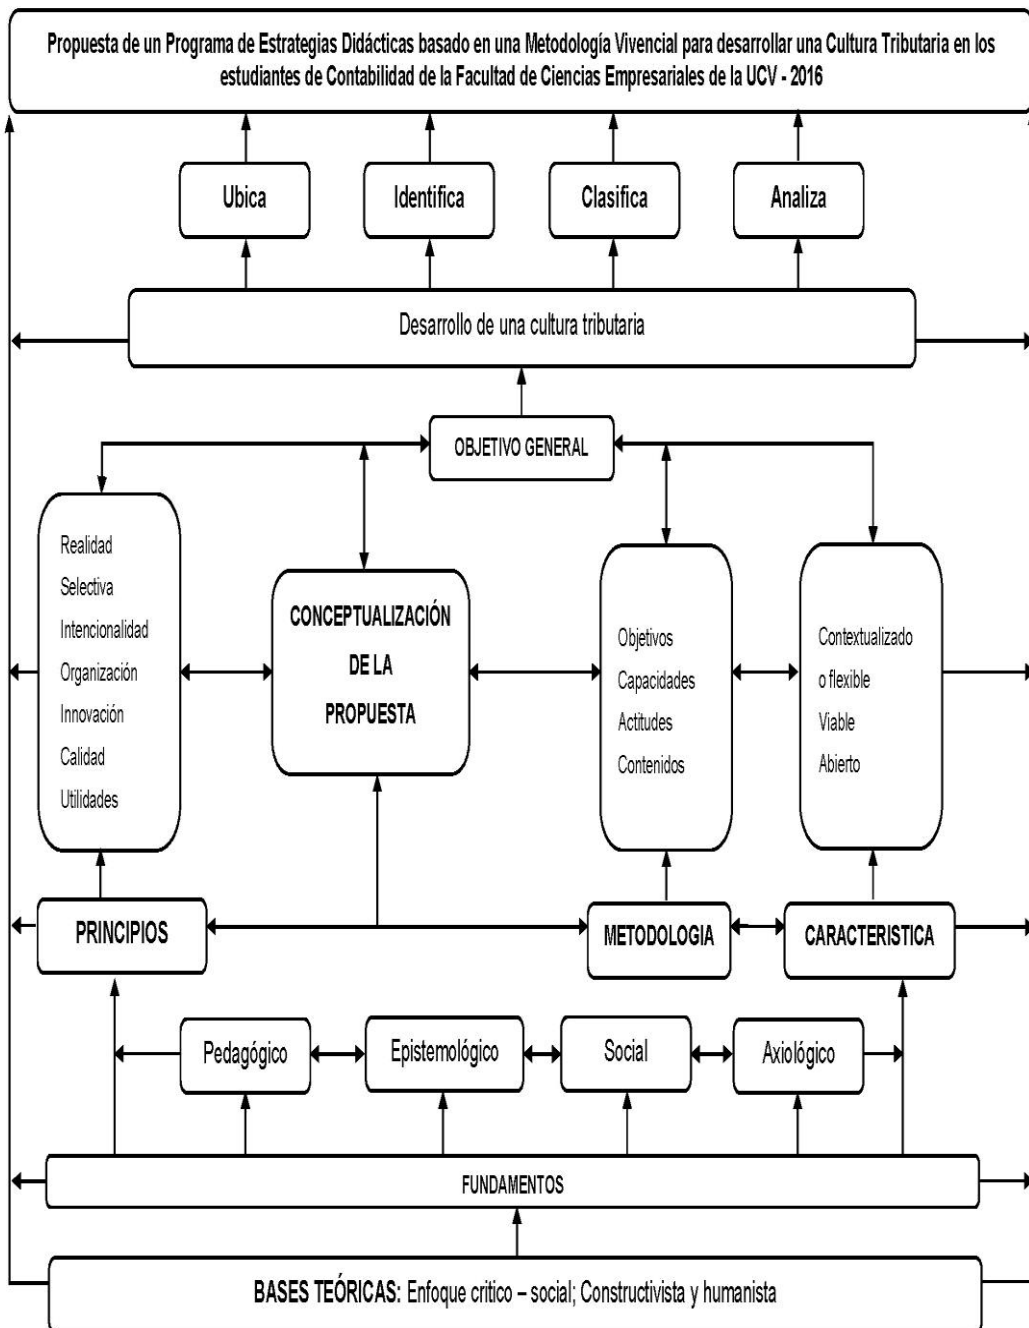 Propuesta de un Programa de Estrategias Didácticas basado en una Metodología Vivencial para desarrollar una Cultura Tributaria en los
estudiantes de Contabilidad de la Facultad de Ciencias Empresariales de la UCV - 2016
Ubica
Identifica
Clasifica
Analiza
Desarrollo de una cultura tributaria
OBJETIVO GENERAL
Realidad
Selectiva
Intencionalidad
Organización
Innovación
Calidad
Utilidades
CONCEPTUALIZACIÓN
DE LA
PROPUESTA
Objetivos
Capacidades
Actitudes
Contenidos
Contextualizado
o flexible
Viable
Abierto
PRINCIPIOS
METODOLOGIA
CARACTERISTICA
Pedagógico
Epistemológico
Social
Axiológico
FUNDAMENTOS
BASES TEÓRICAS: Enfoque critico – social; Constructivista y humanista